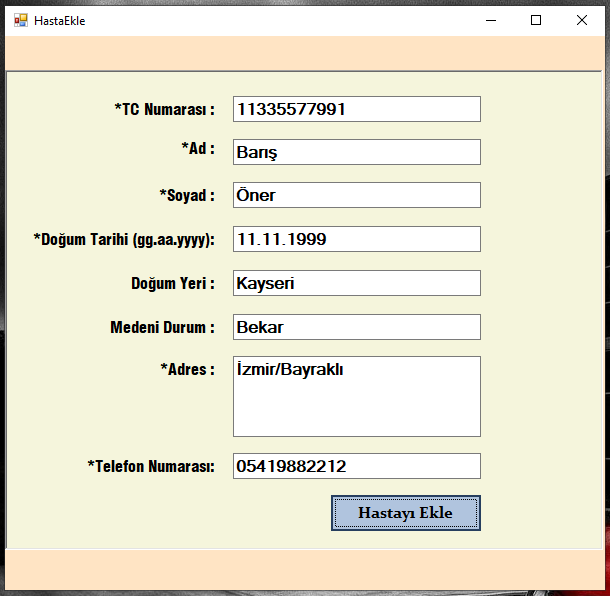 HastaEkle
*TC Numarası : 11335577991
*Ad : Barış
*Soyad : Öner
*Doğum Tarihi (gg.aa.yyyy): 11.11.1999
Doğum Yeri : Kayseri
Medeni Durum : Bekar
*Adres : İzmir/Bayraklı
*Telefon Numarası: 05419882212
Hastayı Ekle